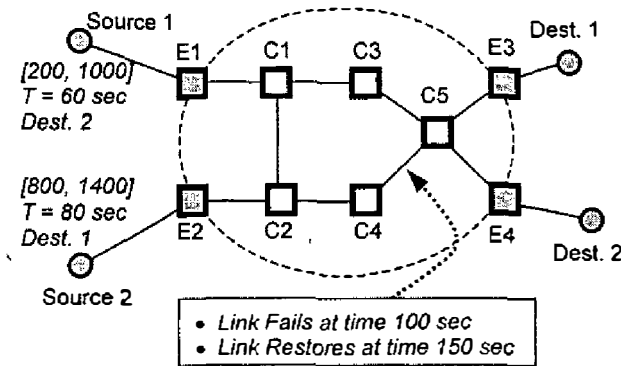 Source 1
Dest. 1
E1
C1
C3
E3
[200, 1000]
T = 60 sec
Dest. 2
C5
[800, 1400]
T = 80 sec
Dest. 1
E2
C2
C4
E4
Dest. 2
Source 2
• Link Fails at time 100 sec
• Link Restores at time 150 sec